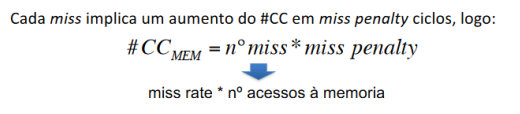 Cada miss implica um aumento do #CC em miss penalty ciclos, logo:
#CC_MEM = nº miss * miss penalty
miss rate * nº acessos à memoria